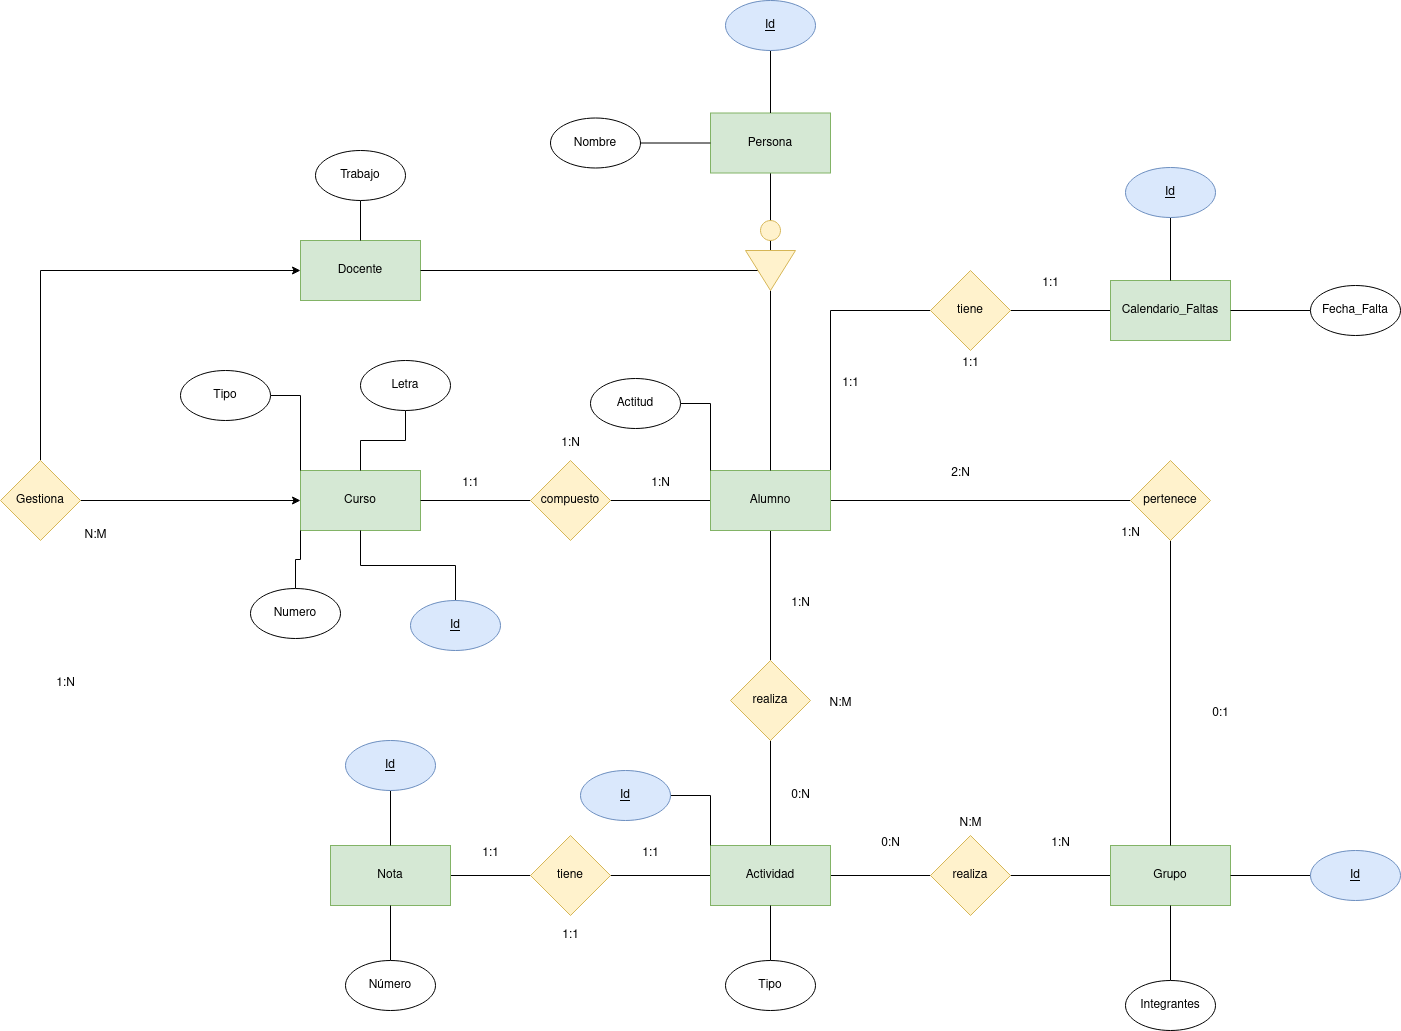 Id
Nombre
Persona
Trabajo
Id
Docente
1:1
tiene
Calendario_Faltas
Fecha_Falta
1:1
1:1
Tipo
Letra
Actitud
1:N
2:N
1:1
1:N
Gestiona
Curso
compuesto
Alumno
pertenece
N:M
1:N
1:N
Numero
Id
1:N
realiza
N:M
0:1
Id
Id
0:N
N:M
1:1
1:1
0:N
1:N
Nota
tiene
Actividad
realiza
Grupo
Id
1:1
Número
Tipo
Integrantes